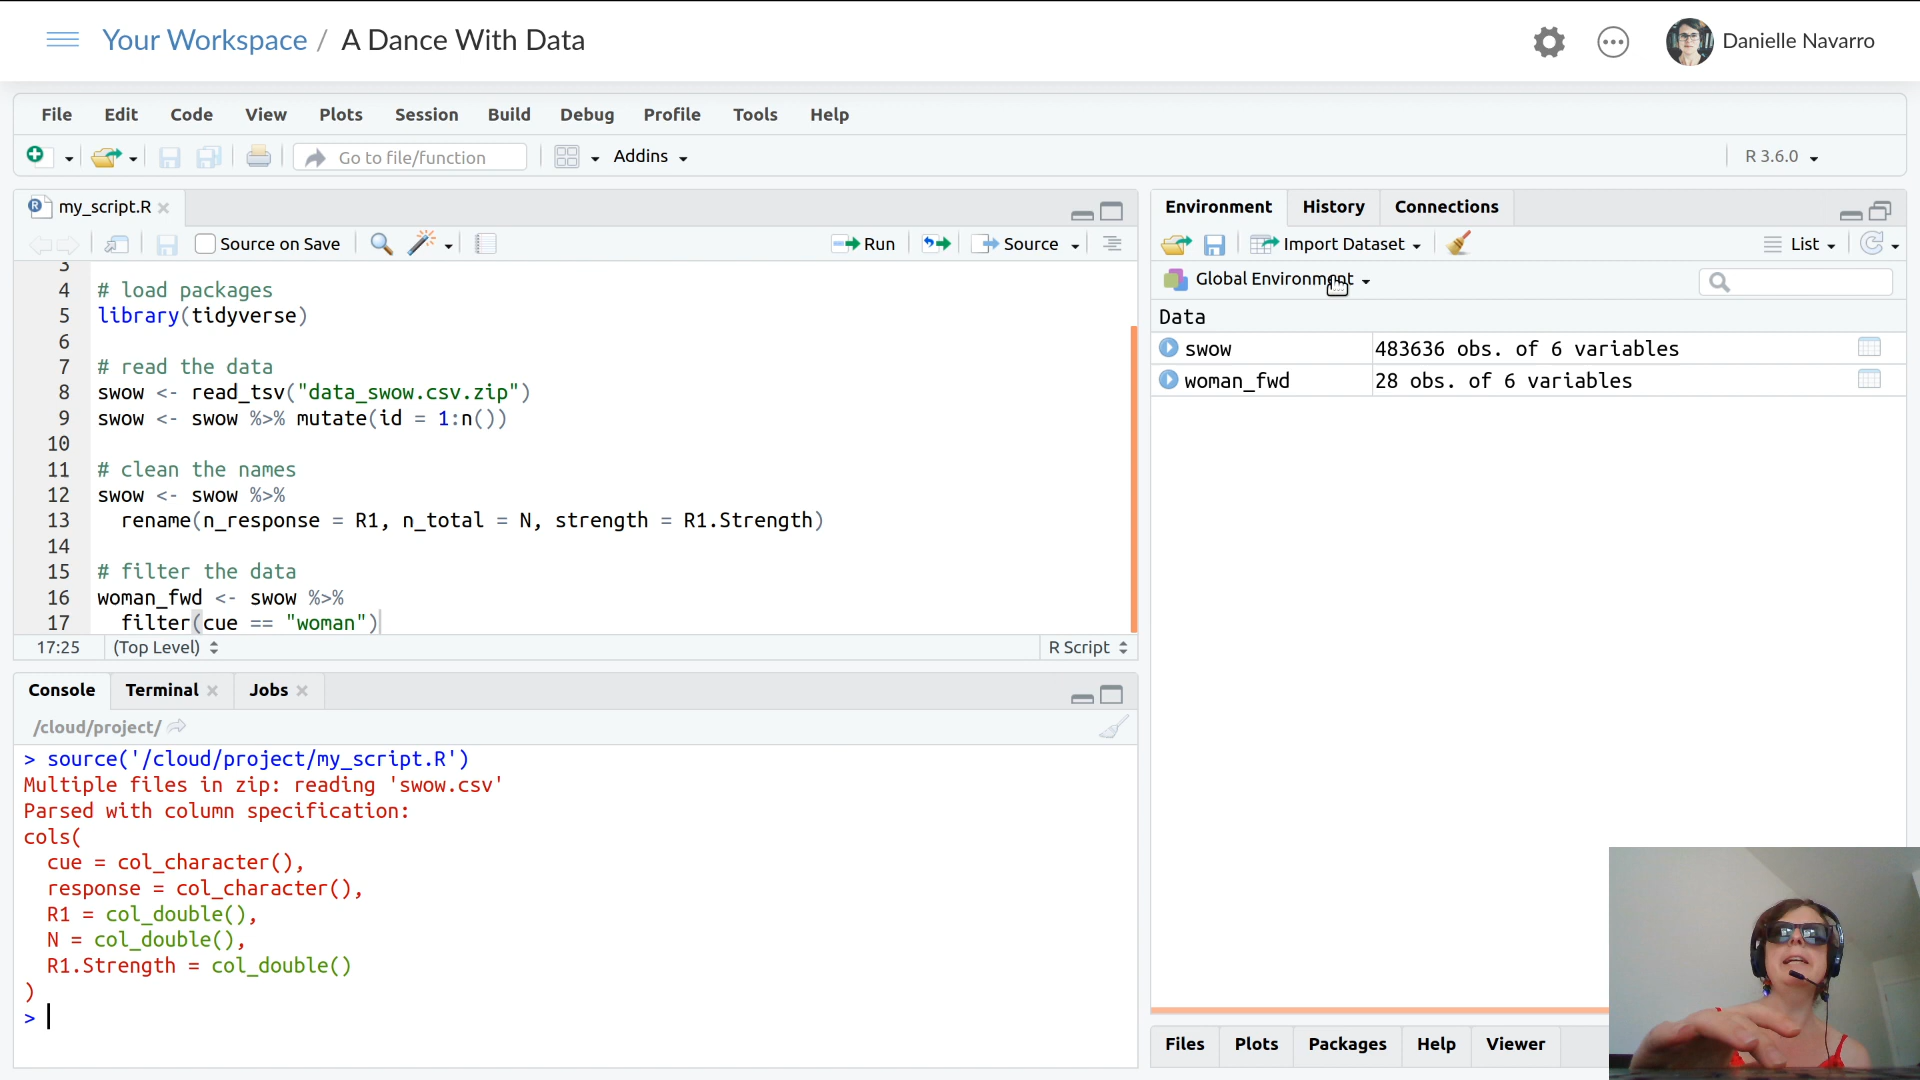 Your Workspace / A Dance With Data
Danielle Navarro
File Edit Code View Plots Session Build Debug Profile Tools Help
Go to file/function Addins R 3.6.0
my_script.R
Source on Save Run Source
3
4 # load packages
5 library(tidyverse)
6
7 # read the data
8 swow <- read_tsv("data_swow.csv.zip")
9 swow <- swow %>% mutate(id = 1:n())
10
11 # clean the names
12 swow <- swow %>%
13 rename(n_response = R1, n_total = N, strength = R1.Strength)
14
15 # filter the data
16 woman_fwd <- swow %>%
17 filter(cue == "woman")
17:25 (Top Level) R Script
Console Terminal Jobs
/cloud/project/
> source('/cloud/project/my_script.R')
Multiple files in zip: reading 'swow.csv'
Parsed with column specification:
cols(
cue = col_character(),
response = col_character(),
R1 = col_double(),
N = col_double(),
R1.Strength = col_double()
)
>
Environment History Connections
Import Dataset List
Global Environment
Data
swow 483636 obs. of 6 variables
woman_fwd 28 obs. of 6 variables
Files Plots Packages Help Viewer